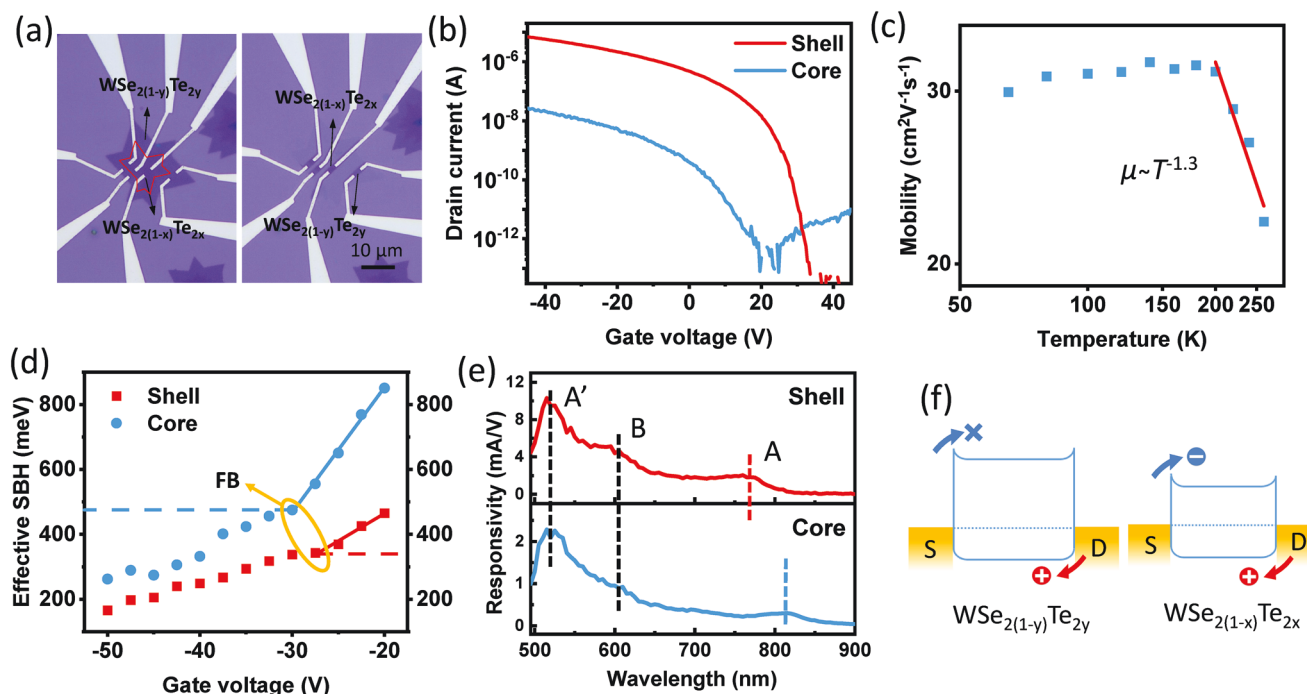 (a)
WSe2(1-y)Te2y
WSe2(1-x)Te2x
WSe2(1-x)Te2x
WSe2(1-y)Te2y
10 μm
(b)
Drain current (A)
10-6
10-8
10-10
10-12
Shell
Core
-40 -20 0 20 40
Gate voltage (V)
(c)
Mobility (cm2V-1s-1)
30
20
μ~T-1.3
50 100 150 200 250
Temperature (K)
(d)
Effective SBH (meV)
800
600
400
200
Shell
Core
FB
800
600
400
200
-50 -40 -30 -20
Gate voltage (V)
(e)
Responsivity (mA/V)
12
8
4
0
2
1
0
A’
B
A
Shell
Core
500 600 700 800 900
Wavelength (nm)
(f)
S
D
WSe2(1-y)Te2y
S
D
WSe2(1-x)Te2x